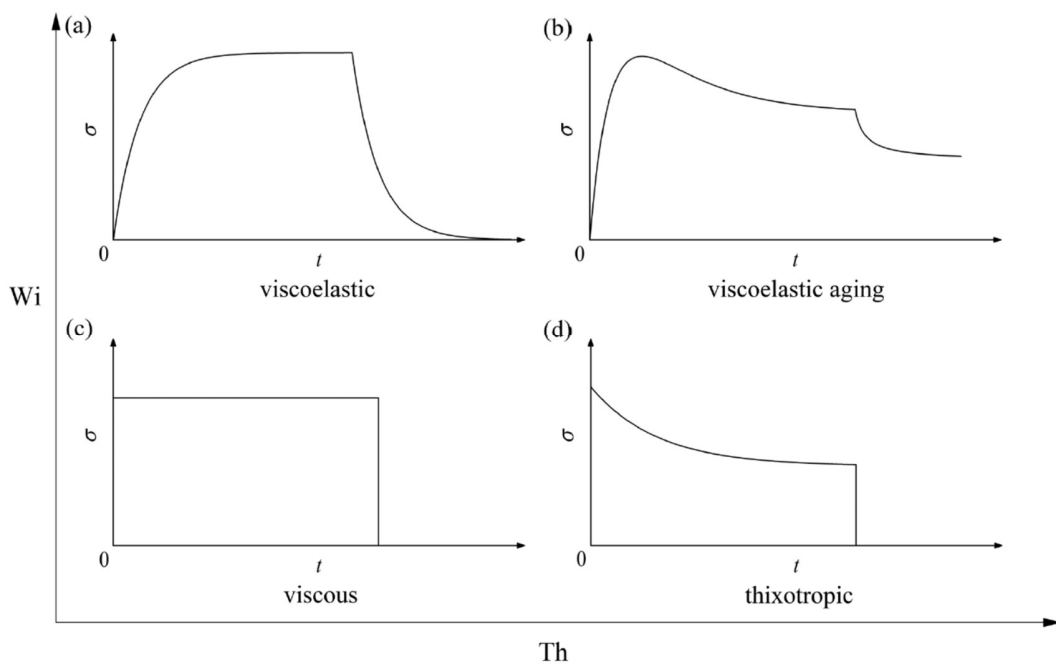 (a)
σ
0
t
viscoelastic
(b)
σ
0
t
viscoelastic aging
Wi
(c)
σ
0
t
viscous
(d)
σ
0
t
thixotropic
Th